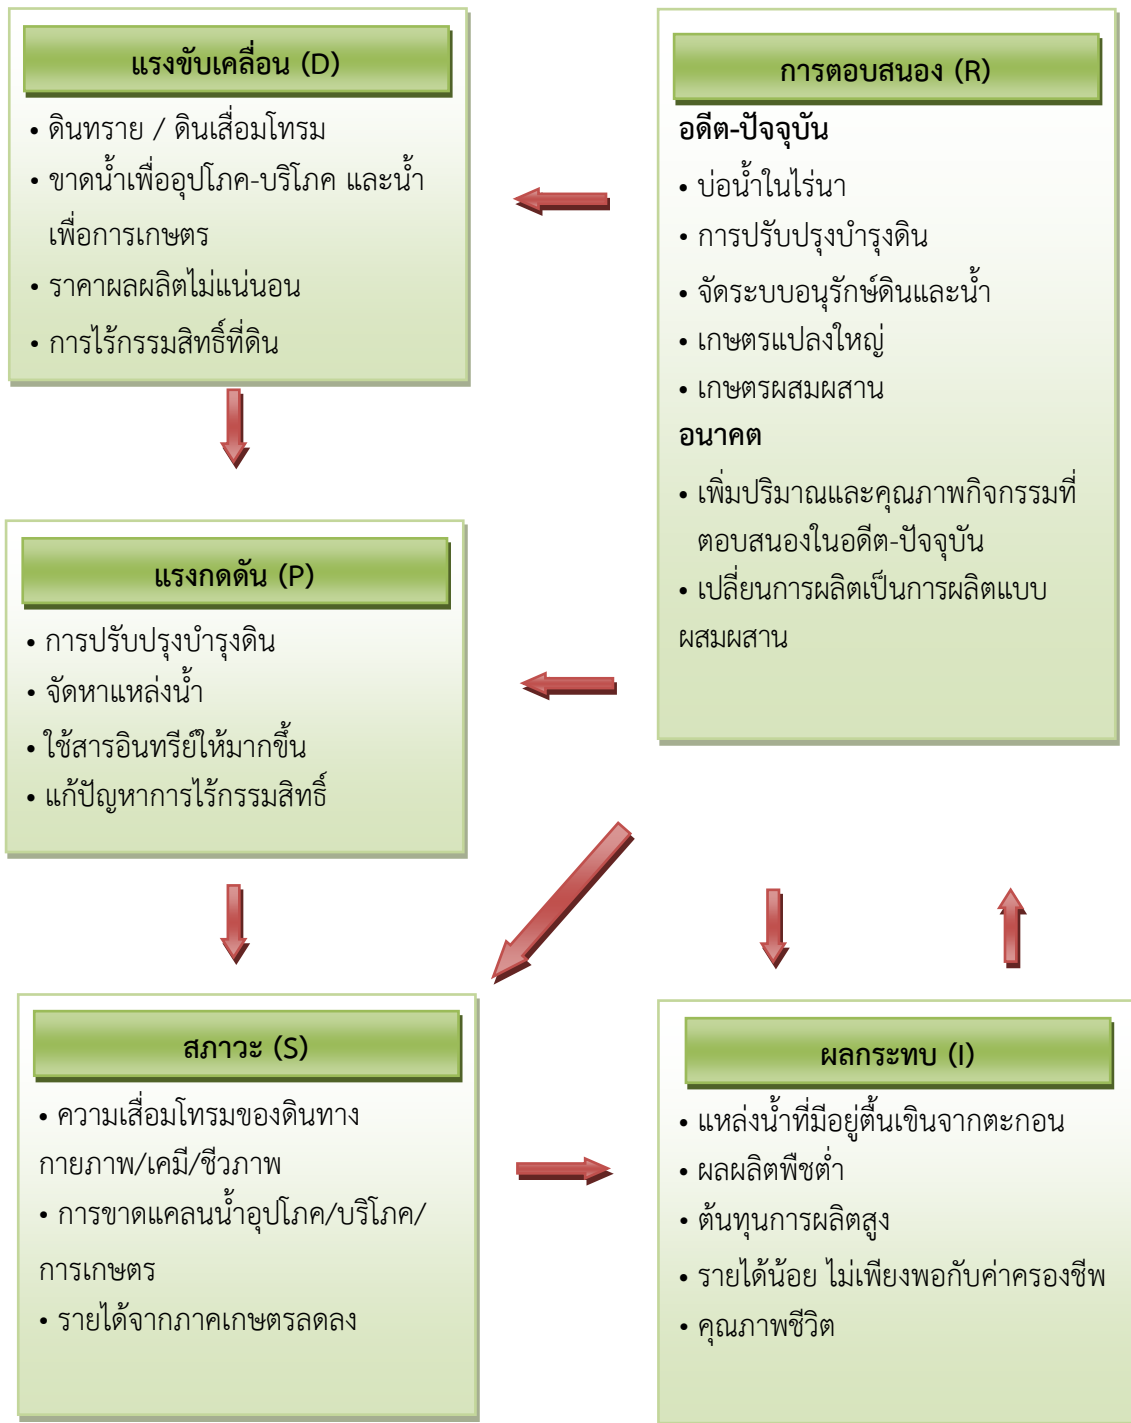 แรงขับเคลื่อน (D)
• ดินทราย / ดินเสื่อมโทรม
• ขาดน้ำเพื่ออุปโภค-บริโภค และน้ำ
เพื่อการเกษตร
• ราคาผลผลิตไม่แน่นอน
• การไร้กรรมสิทธิ์ที่ดิน
การตอบสนอง (R)
อดีต-ปัจจุบัน
• บ่อน้ำในไร่นา
• การปรับปรุงบำรุงดิน
• จัดระบบอนุรักษ์ดินและน้ำ
• เกษตรแปลงใหญ่
• เกษตรผสมผสาน
อนาคต
• เพิ่มปริมาณและคุณภาพกิจกรรมที่
ตอบสนองในอดีต-ปัจจุบัน
• เปลี่ยนการผลิตเป็นการผลิตแบบ
ผสมผสาน
แรงกดดัน (P)
• การปรับปรุงบำรุงดิน
• จัดหาแหล่งน้ำ
• ใช้สารอินทรีย์ให้มากขึ้น
• แก้ปัญหาการไร้กรรมสิทธิ์
สภาวะ (S)
• ความเสื่อมโทรมของดินทาง
กายภาพ/เคมี/ชีวภาพ
• การขาดแคลนน้ำอุปโภค/บริโภค/
การเกษตร
• รายได้จากภาคเกษตรลดลง
ผลกระทบ (I)
• แหล่งน้ำที่มีอยู่ตื้นเขินจากตะกอน
• ผลผลิตพืชต่ำ
• ต้นทุนการผลิตสูง
• รายได้น้อย ไม่เพียงพอกับค่าครองชีพ
• คุณภาพชีวิต